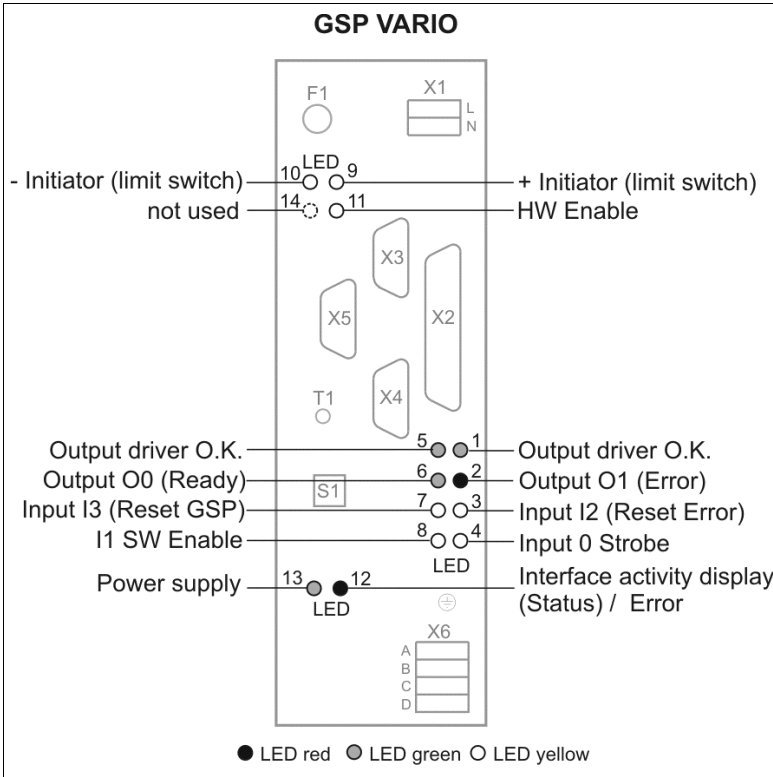 GSP VARIO
F1
X1
L
N
LED
10 9
- Initiator (limit switch)
+ Initiator (limit switch)
14 11
not used
HW Enable
X3
X5
X2
T1
X4
5 1
Output driver O.K.
Output driver O.K.
6 2
Output O0 (Ready)
Output O1 (Error)
S1
7 3
Input I3 (Reset GSP)
Input I2 (Reset Error)
8 4
I1 SW Enable
Input 0 Strobe
LED
Power supply
13 12
Interface activity display
(Status) / Error
LED
X6
A
B
C
D
LED red LED green LED yellow